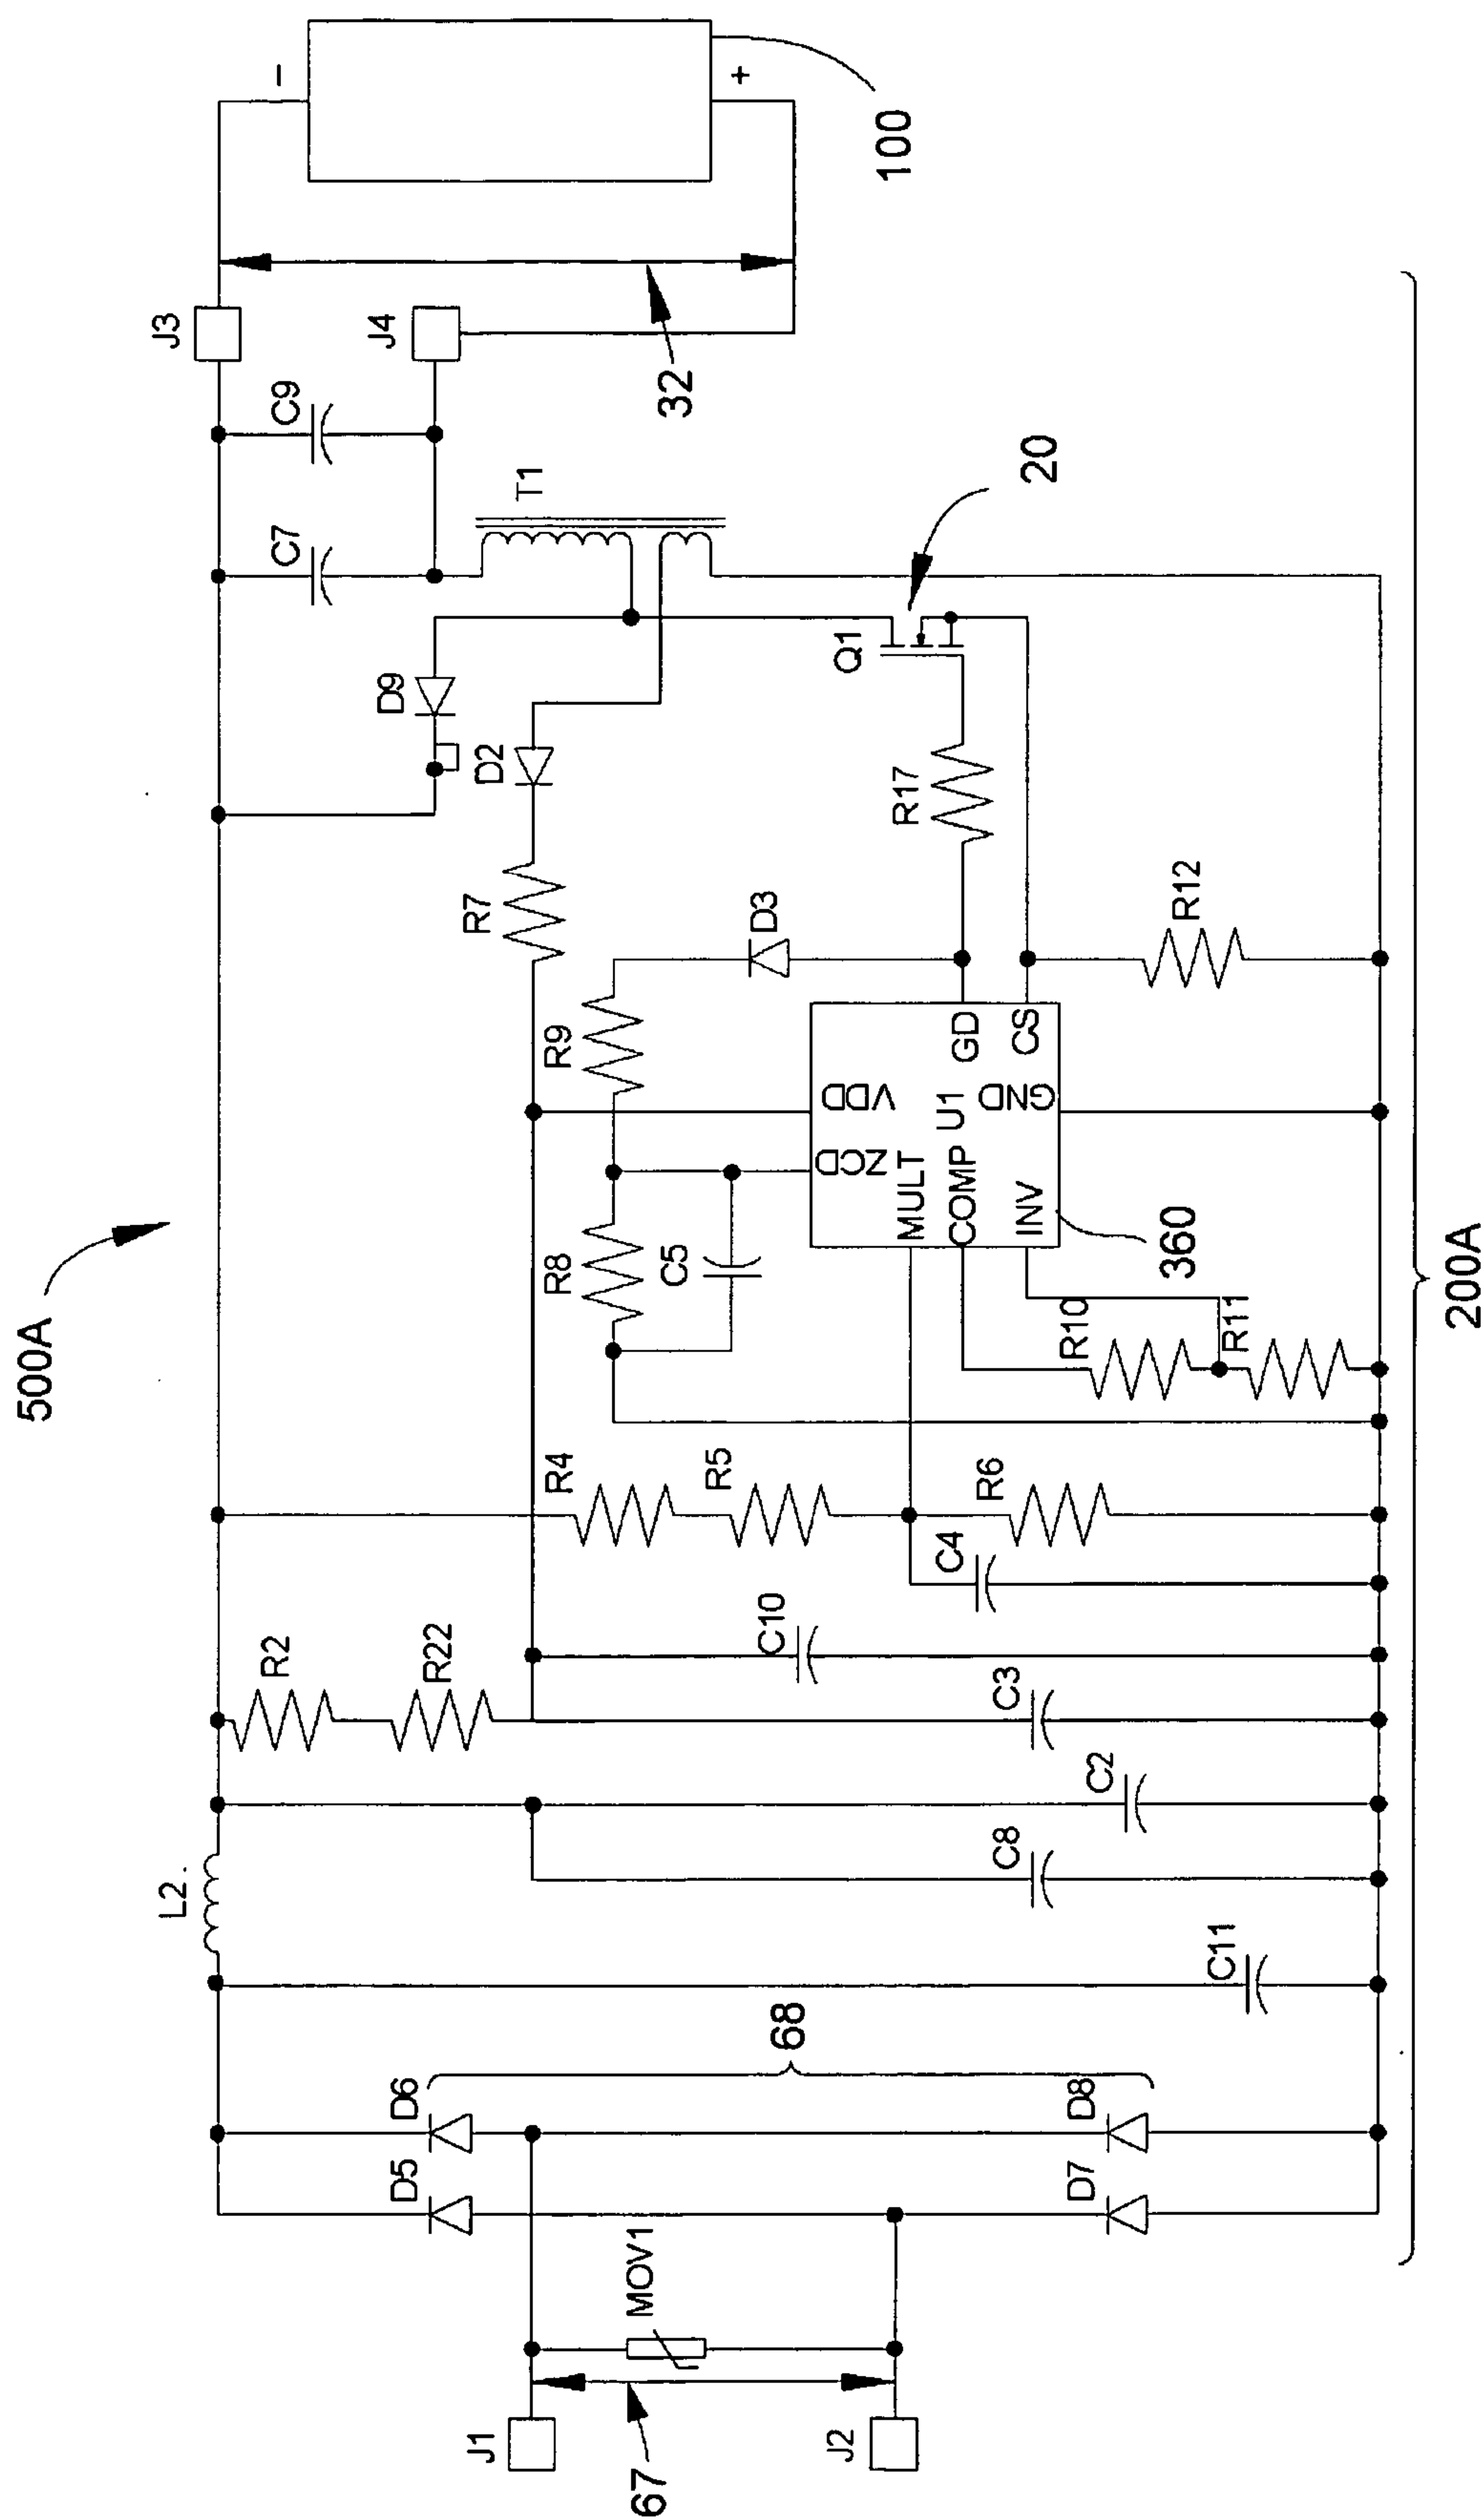 500A
J3
C9
C7
J4
T1
32
−
+
100
D9
D2
R7
Q1
20
R17
D3
R9
R8
C5
VDD
ZCD
GD
CS
GND
U1
MULT
COMP
INV
360
R12
R10
R11
R4
R5
R6
C4
C10
R2
R22
C3
C2
C8
L2
C11
68
D6
D5
D8
D7
MOV1
J1
J2
67
200A